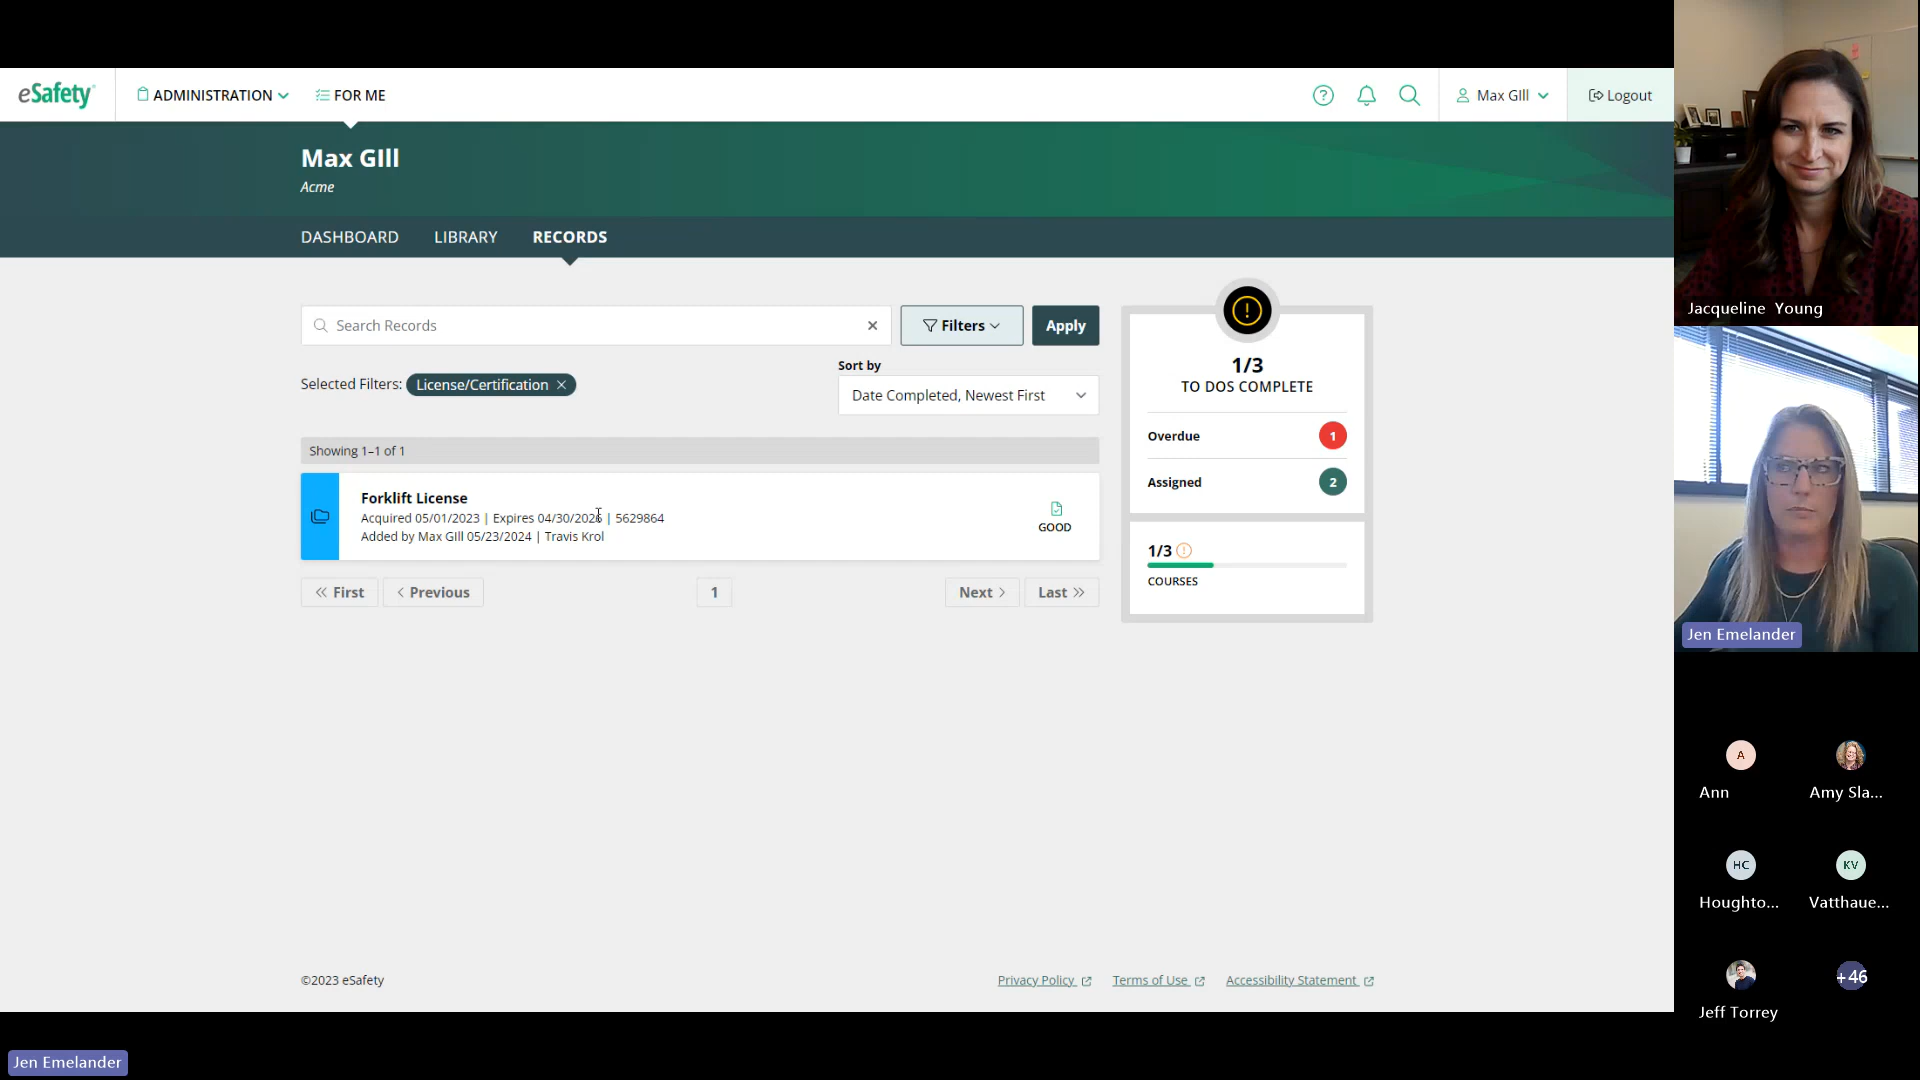 eSafety
ADMINISTRATION
FOR ME
Max GIll
Logout
Max GIll
Acme
DASHBOARD
LIBRARY
RECORDS
Search Records
Filters
Apply
Selected Filters: License/Certification
Sort by
Date Completed, Newest First
Showing 1–1 of 1
Forklift License
Acquired 05/01/2023 | Expires 04/30/2026 | 5629864
Added by Max GIll 05/23/2024 | Travis Krol
GOOD
First
Previous
1
Next
Last
1/3
TO DOS COMPLETE
Overdue 1
Assigned 2
1/3
COURSES
©2023 eSafety
Privacy Policy
Terms of Use
Accessibility Statement
Jen Emelander
Jacqueline Young
Jen Emelander
A
Ann
Amy Sla...
HC
Houghto...
KV
Vatthaue...
Jeff Torrey
+46